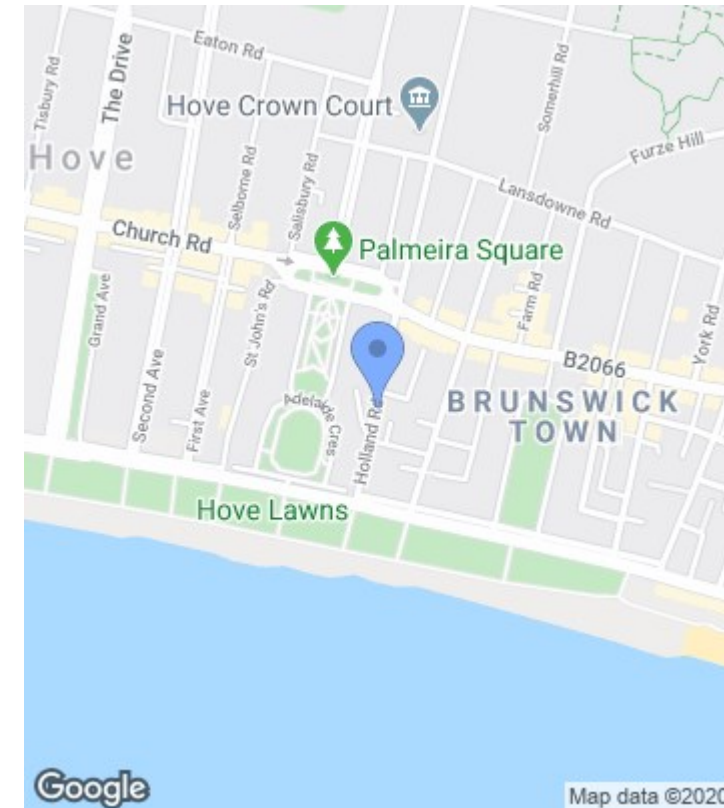 Eaton Rd
Tisbury Rd
The Drive
Hove Crown Court
Somerhill Rd
Furze Hill
Hove
Selborne Rd
Salisbury Rd
Lansdowne Rd
Church Rd
Palmeira Square
Grand Ave
Second Ave
First Ave
St John's Rd
Farm Rd
York Rd
B2066
Adelaide Cres
Holland Rd
BRUNSWICK
TOWN
Hove Lawns
Google
Map data ©2020